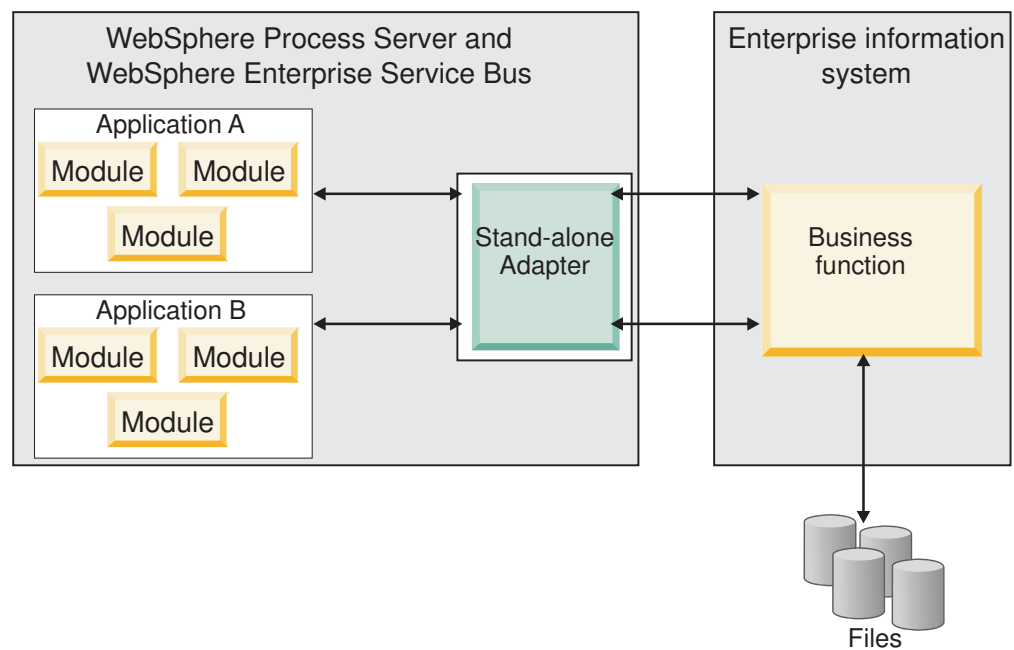 WebSphere Process Server and
WebSphere Enterprise Service Bus
Application A
Module
Module
Module
Application B
Module
Module
Module
Stand-alone
Adapter
Enterprise information
system
Business
function
Files